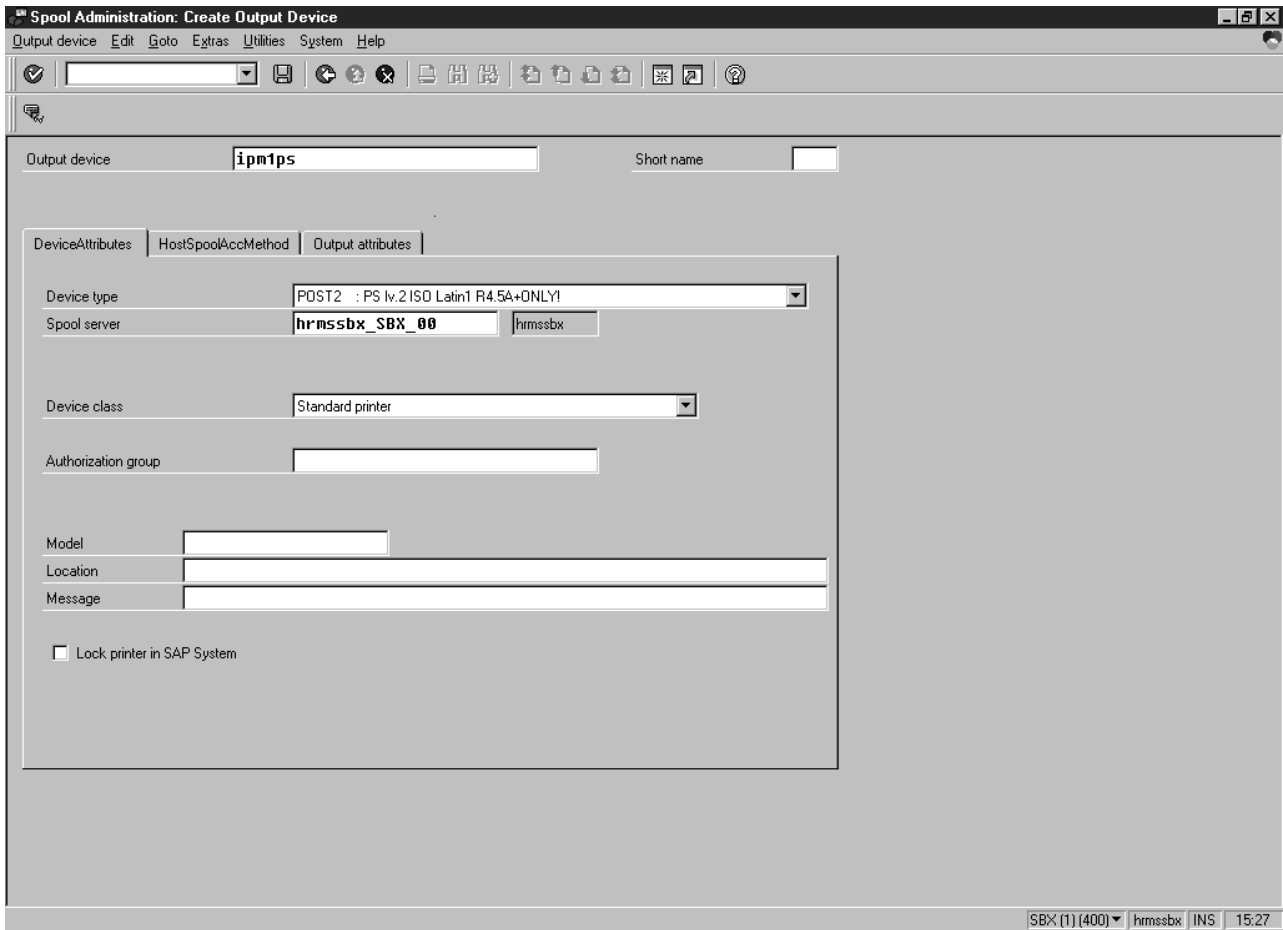 Spool Administration: Create Output Device
Output device Edit Goto Extras Utilities System Help
Output device ipm1ps Short name
DeviceAttributes HostSpoolAccMethod Output attributes
Device type POST2 : PS lv.2 ISO Latin1 R4.5A+ONLY!
Spool server hrmssbx_SBX_00 hrmssbx
Device class Standard printer
Authorization group
Model
Location
Message
Lock printer in SAP System
SBX (1) (400) hrmssbx INS 15:27